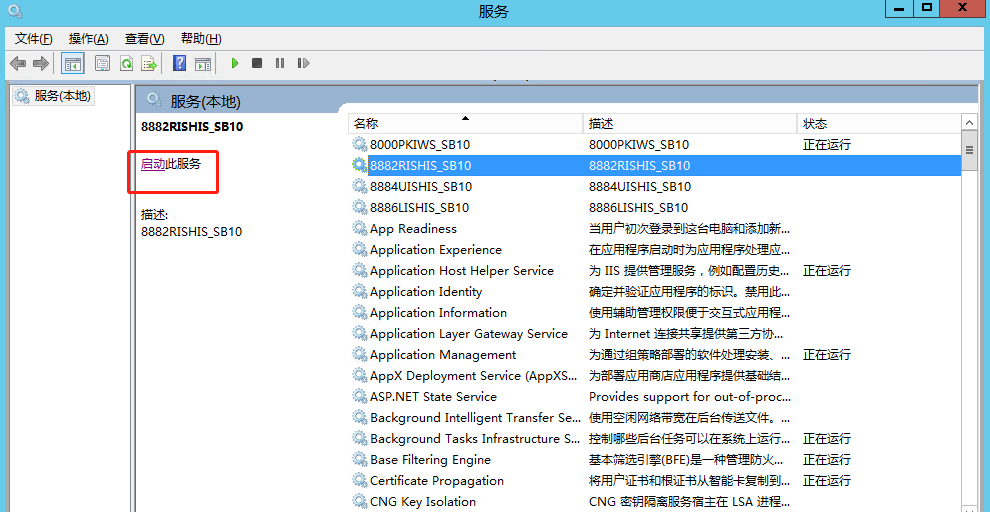 服务
文件(F) 操作(A) 查看(V) 帮助(H)
服务(本地)
服务(本地)
8882RISHIS_SB10
启动此服务
描述:
8882RISHIS_SB10
名称 描述 状态
8000PKIWS_SB10 8000PKIWS_SB10 正在运行
8882RISHIS_SB10 8882RISHIS_SB10
8884UISHIS_SB10 8884UISHIS_SB10
8886LISHIS_SB10 8886LISHIS_SB10
App Readiness 当用户初次登录到这台电脑和添加新...
Application Experience 在应用程序启动时为应用程序处理应...
Application Host Helper Service 为 IIS 提供管理服务，例如配置历史... 正在运行
Application Identity 确定并验证应用程序的标识。禁用此...
Application Information 使用辅助管理权限便于交互式应用程...
Application Layer Gateway Service 为 Internet 连接共享提供第三方协...
Application Management 为通过组策略部署的软件处理安装、... 正在运行
AppX Deployment Service (AppXS... 为部署应用商店应用程序提供基础结...
ASP.NET State Service Provides support for out-of-proc...
Background Intelligent Transfer Se... 使用空闲网络带宽在后台传送文件。...
Background Tasks Infrastructure S... 控制哪些后台任务可以在系统上运行... 正在运行
Base Filtering Engine 基本筛选引擎(BFE)是一种管理防火... 正在运行
Certificate Propagation 将用户证书和根证书从智能卡复制到... 正在运行
CNG Key Isolation CNG 密钥隔离服务宿主在 LSA 进程...